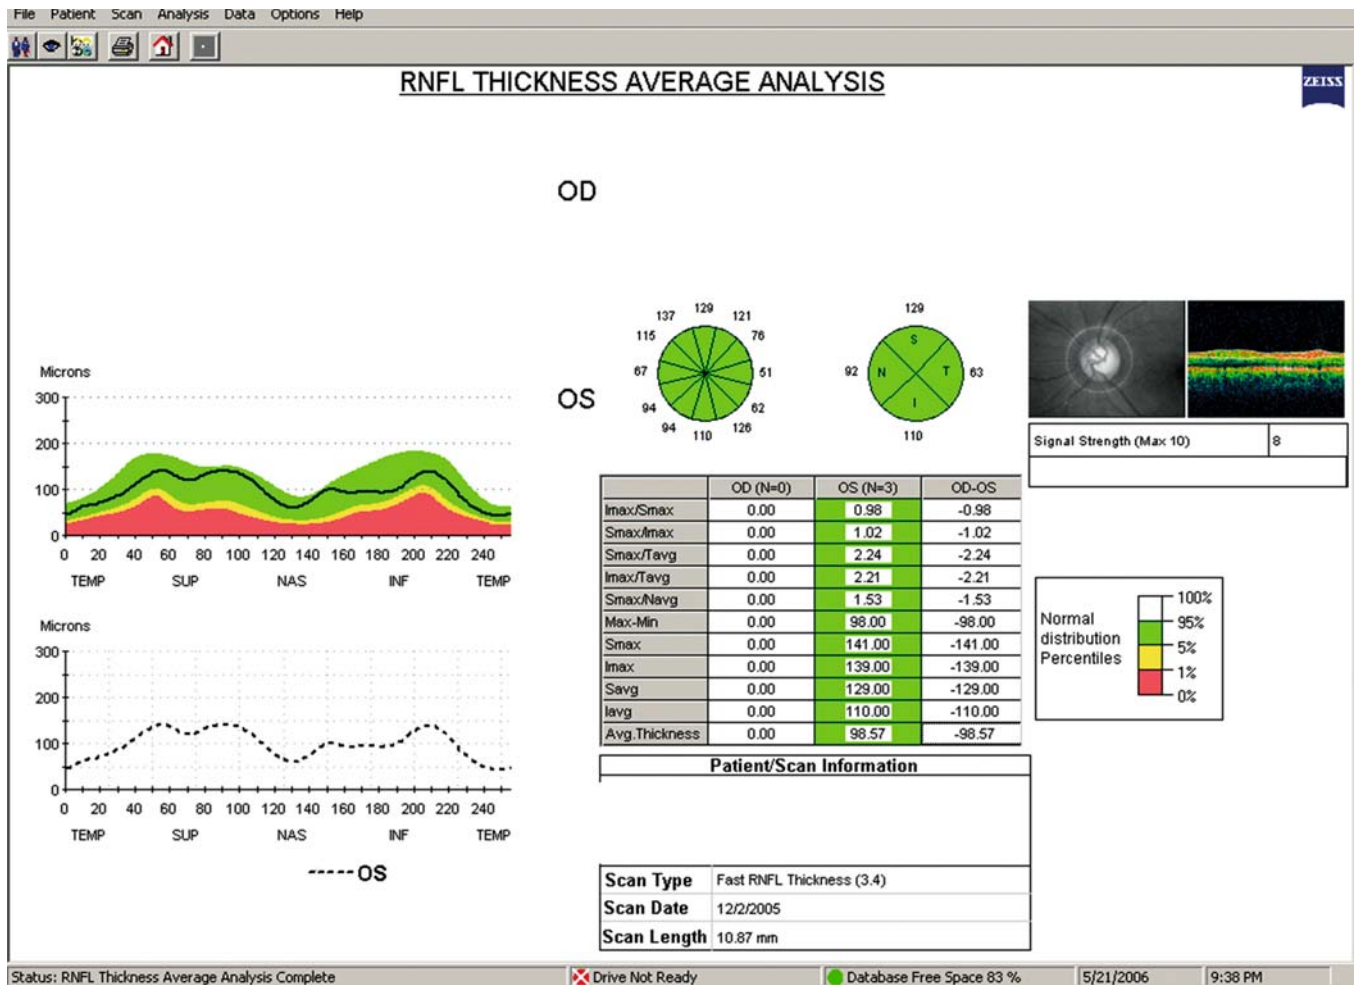 File Patient Scan Analysis Data Options Help
RNFL THICKNESS AVERAGE ANALYSIS
ZEISS
OD
Microns
300
200
100
0
0 20 40 60 80 100 120 140 160 180 200 220 240
TEMP SUP NAS INF TEMP
OS
129
137 121
115 76
67 51
94 62
94 126
110
129
S
92 N T 63
I
110
Signal Strength (Max 10) 8
OD (N=0) OS (N=3) OD-OS
Imax/Smax 0.00 0.98 -0.98
Smax/Imax 0.00 1.02 -1.02
Smax/Tavg 0.00 2.24 -2.24
Imax/Tavg 0.00 2.21 -2.21
Smax/Navg 0.00 1.53 -1.53
Max-Min 0.00 98.00 -98.00
Smax 0.00 141.00 -141.00
Imax 0.00 139.00 -139.00
Savg 0.00 129.00 -129.00
Iavg 0.00 110.00 -110.00
Avg.Thickness 0.00 98.57 -98.57
Normal
distribution
Percentiles
100%
95%
5%
1%
0%
Microns
300
200
100
0
0 20 40 60 80 100 120 140 160 180 200 220 240
TEMP SUP NAS INF TEMP
OS
Patient/Scan Information
Scan Type Fast RNFL Thickness (3.4)
Scan Date 12/2/2005
Scan Length 10.87 mm
Status: RNFL Thickness Average Analysis Complete Drive Not Ready Database Free Space 83 % 5/21/2006 9:38 PM